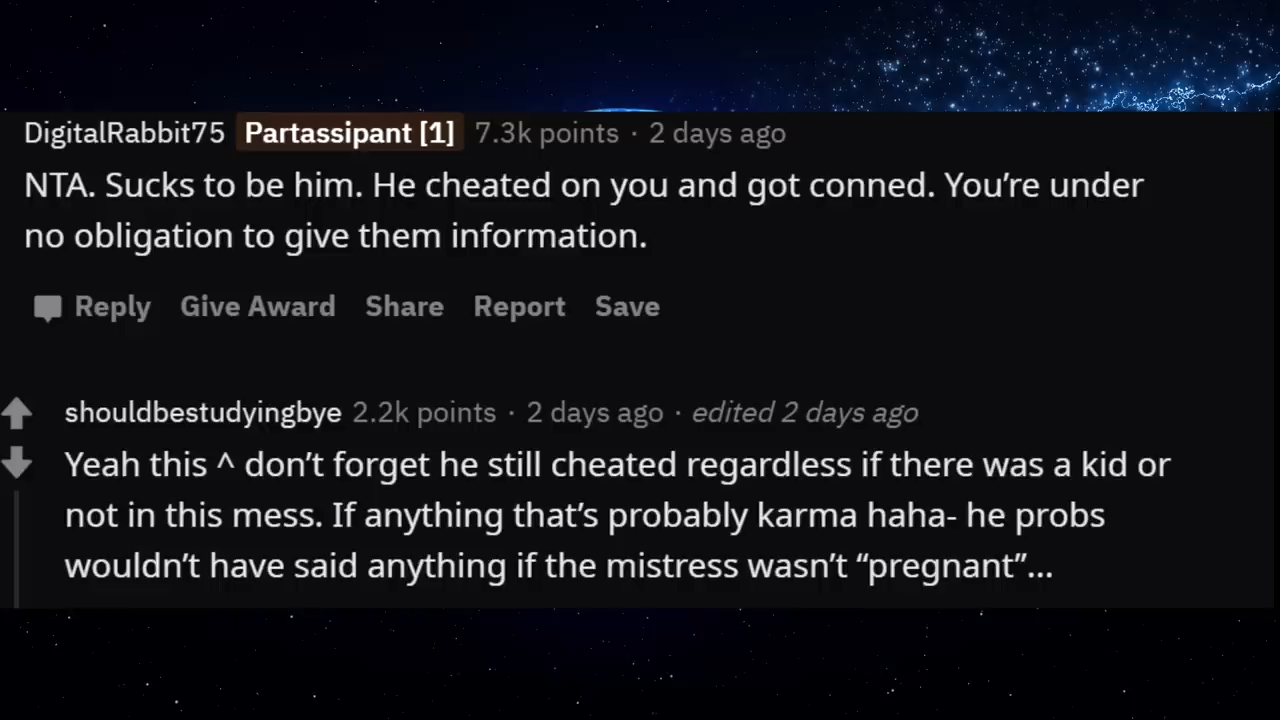 DigitalRabbit75 Partassipant [1] 7.3k points · 2 days ago
NTA. Sucks to be him. He cheated on you and got conned. You’re under
no obligation to give them information.
Reply Give Award Share Report Save
shouldbestudyingbye 2.2k points · 2 days ago · edited 2 days ago
Yeah this ^ don’t forget he still cheated regardless if there was a kid or
not in this mess. If anything that’s probably karma haha- he probs
wouldn’t have said anything if the mistress wasn’t “pregnant”...